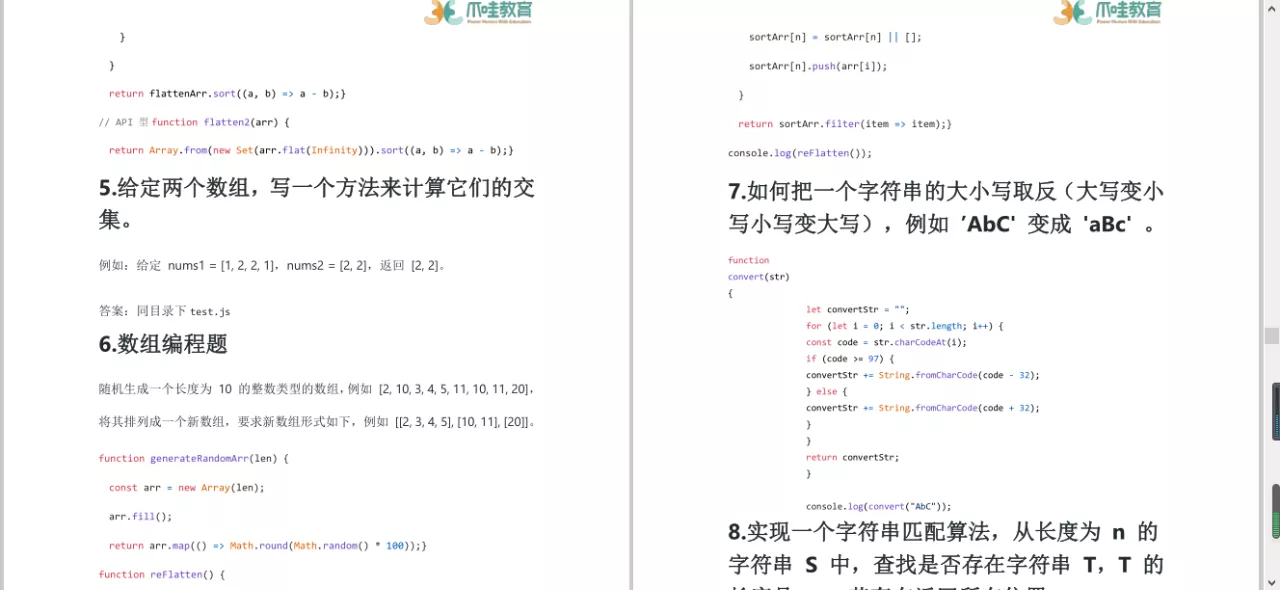 爪哇教育
}
}
return flattenArr.sort((a, b) => a - b);}
// API 型function flatten2(arr) {
return Array.from(new Set(arr.flat(Infinity))).sort((a, b) => a - b);}
5.给定两个数组，写一个方法来计算它们的交
集。
例如：给定 nums1 = [1, 2, 2, 1]，nums2 = [2, 2]，返回 [2, 2]。
答案：同目录下test.js
6.数组编程题
随机生成一个长度为 10 的整数类型的数组，例如 [2, 10, 3, 4, 5, 11, 10, 11, 20]，
将其排列成一个新数组，要求新数组形式如下，例如 [[2, 3, 4, 5], [10, 11], [20]]。
function generateRandomArr(len) {
const arr = new Array(len);
arr.fill();
return arr.map(() => Math.round(Math.random() * 100));}
function reFlatten() {
爪哇教育
sortArr[n] = sortArr[n] || [];
sortArr[n].push(arr[i]);
}
return sortArr.filter(item => item);}
console.log(reFlatten());
7.如何把一个字符串的大小写取反（大写变小
写小写变大写），例如 ’AbC' 变成 'aBc' 。
function
convert(str)
{
let convertStr = "";
for (let i = 0; i < str.length; i++) {
const code = str.charCodeAt(i);
if (code >= 97) {
convertStr += String.fromCharCode(code - 32);
} else {
convertStr += String.fromCharCode(code + 32);
}
}
return convertStr;
}
console.log(convert("AbC"));
8.实现一个字符串匹配算法，从长度为 n 的
字符串 S 中，查找是否存在字符串 T，T 的